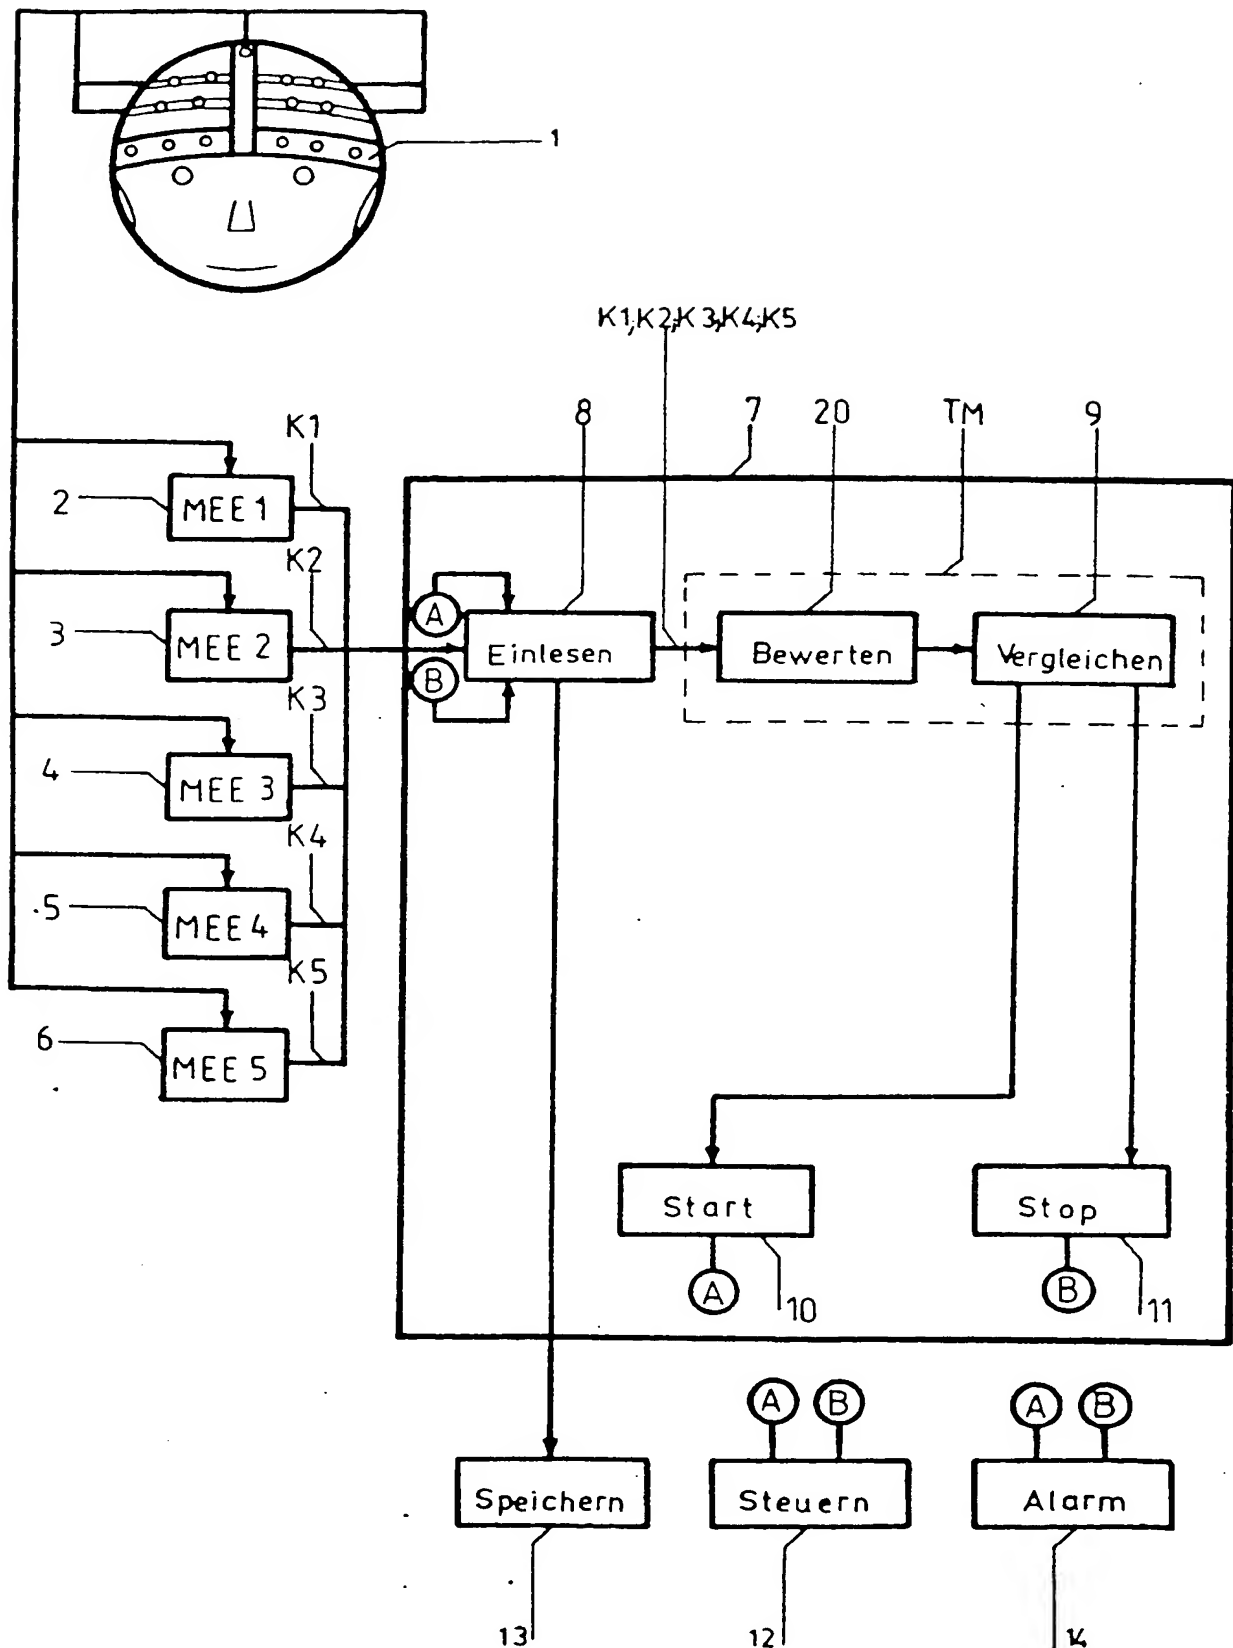 1
K1,K2,K3,K4,K5
8 7 20 TM 9
K1
2 MEE 1
K2
A
3 MEE 2 Einlesen Bewerten Vergleichen
B
K3
4 MEE 3
K4
5 MEE 4
K5
6 MEE 5
Start Stop
A B
10 11
A B A B
Speichern Steuern Alarm
13 12 14